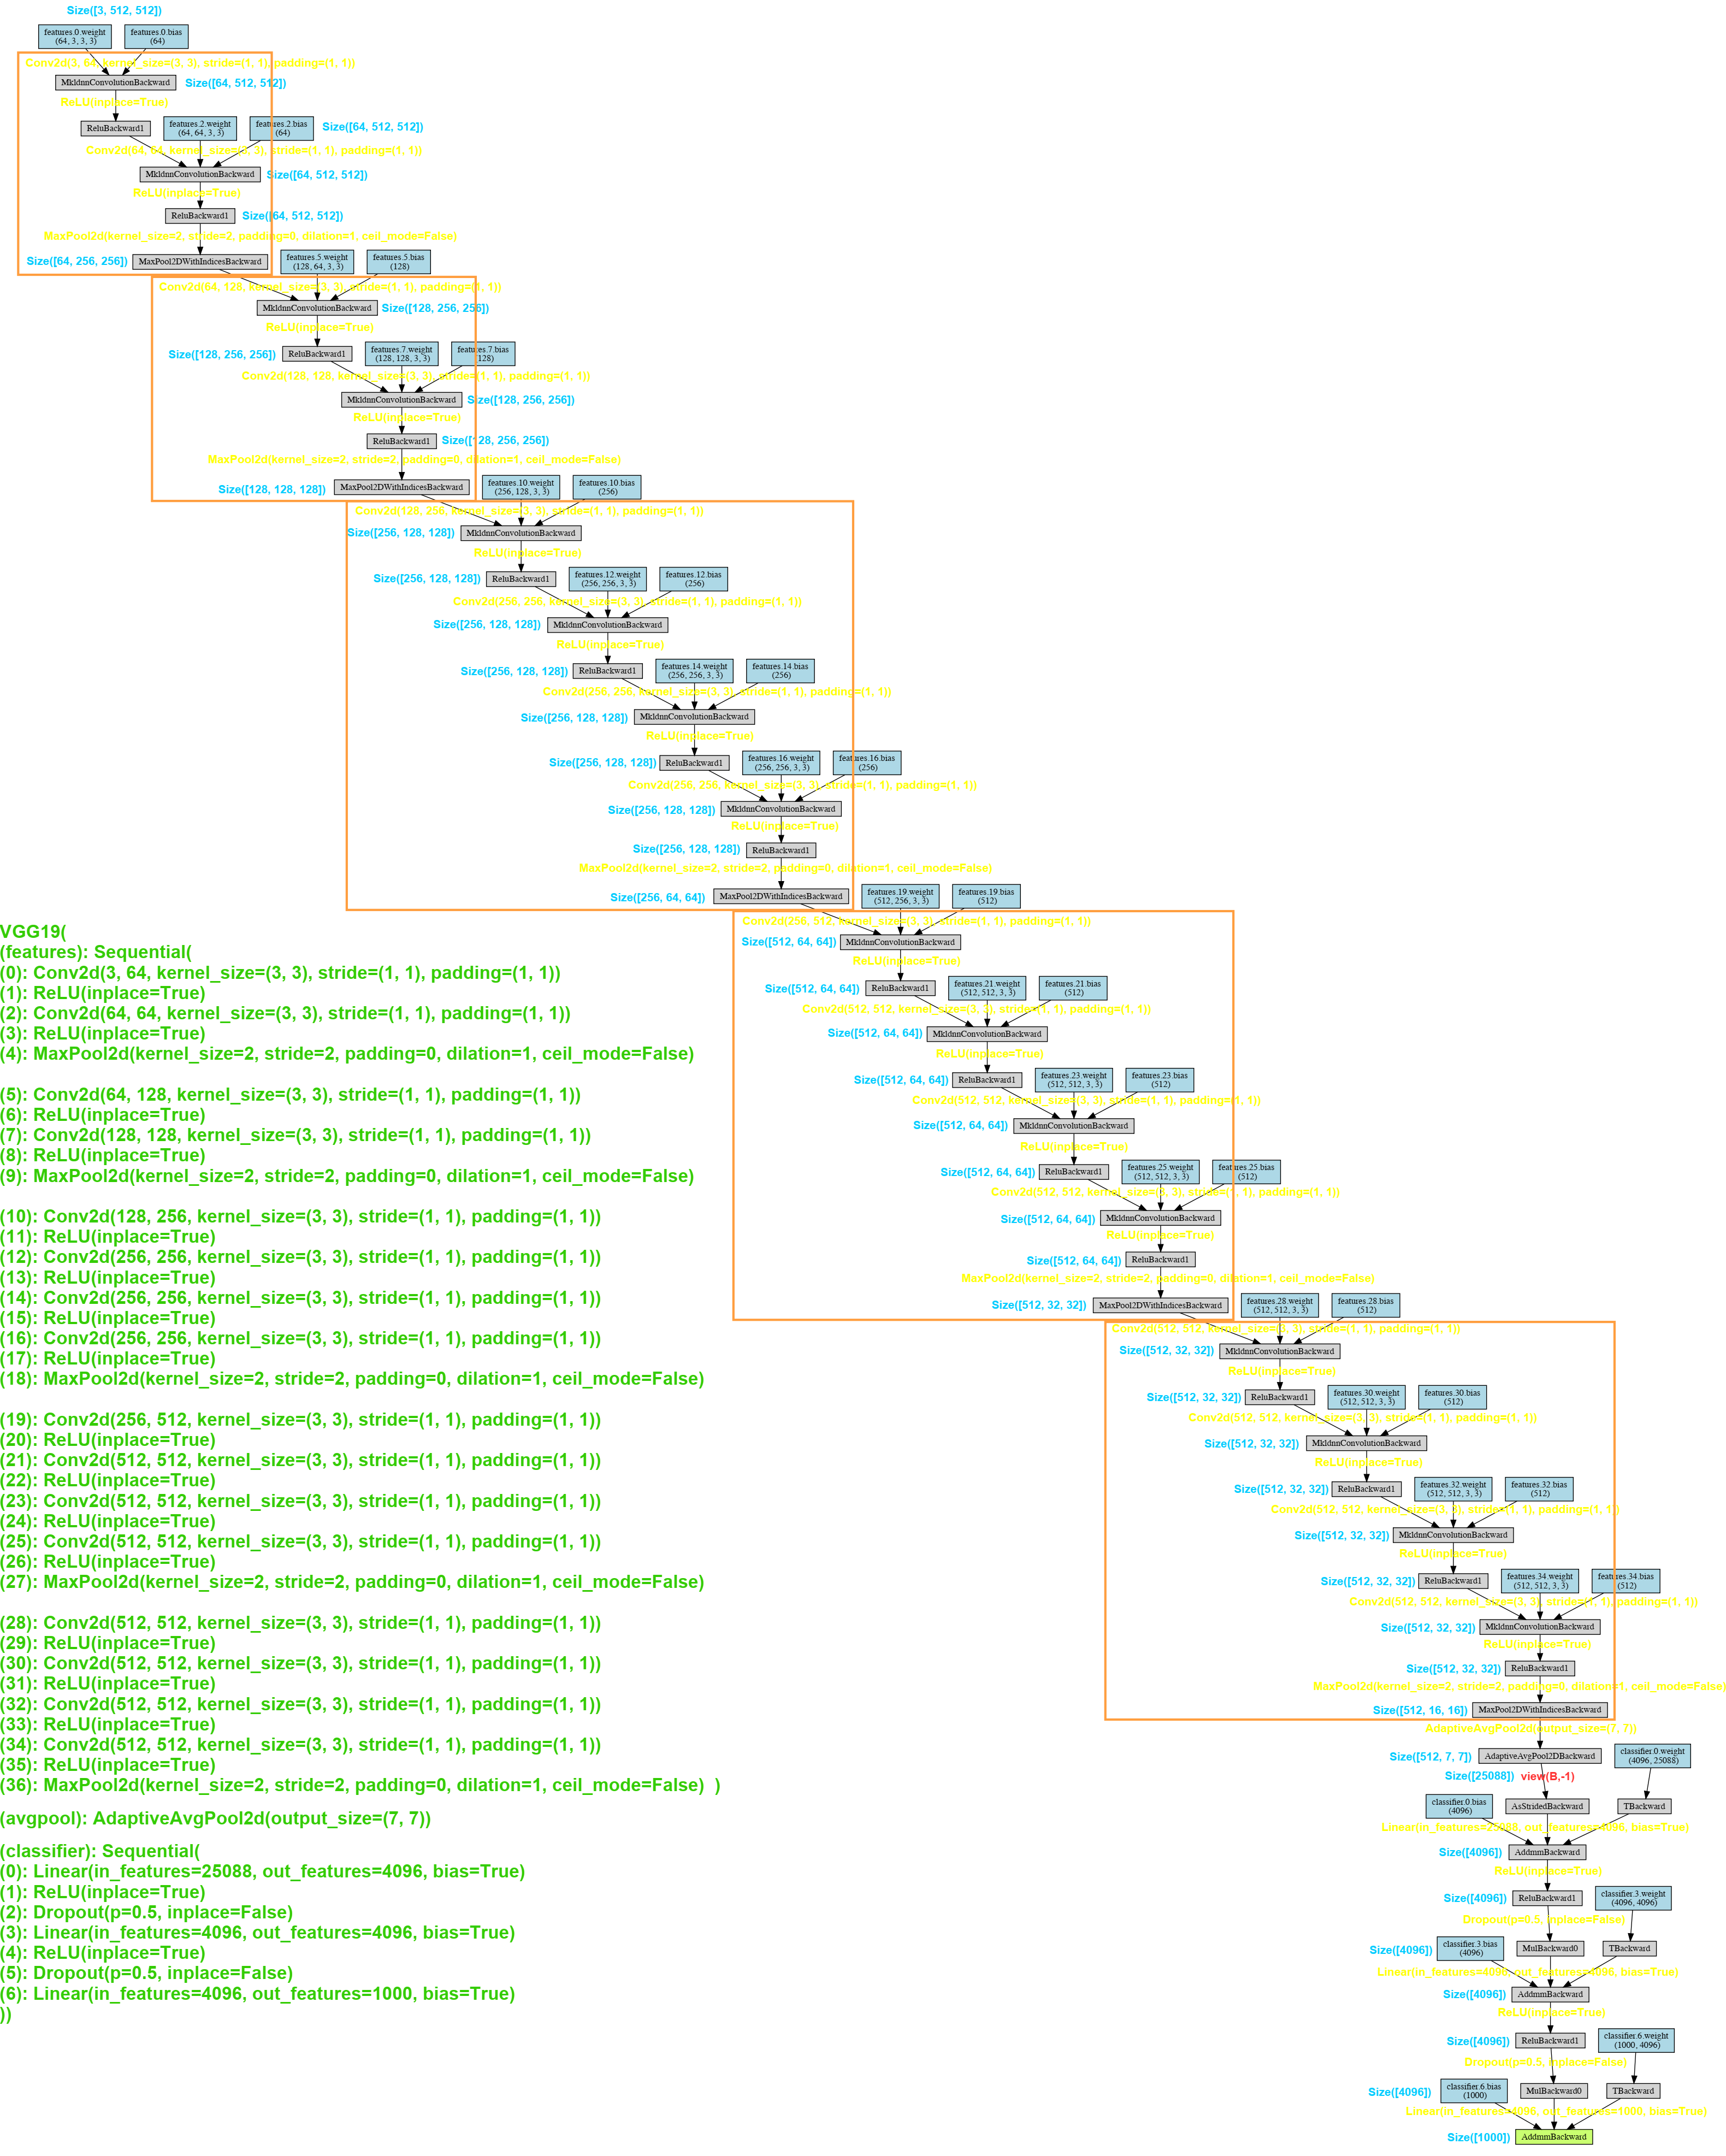 Size([3, 512, 512])
features.0.weight
(64, 3, 3, 3)
features.0.bias
(64)
Conv2d(3, 64, kernel_size=(3, 3), stride=(1, 1), padding=(1, 1))
MkldnnConvolutionBackward
Size([64, 512, 512])
ReLU(inplace=True)
ReluBackward1
features.2.weight
(64, 64, 3, 3)
features.2.bias
(64)
Size([64, 512, 512])
Conv2d(64, 64, kernel_size=(3, 3), stride=(1, 1), padding=(1, 1))
MkldnnConvolutionBackward
Size([64, 512, 512])
ReLU(inplace=True)
ReluBackward1
Size([64, 512, 512])
MaxPool2d(kernel_size=2, stride=2, padding=0, dilation=1, ceil_mode=False)
Size([64, 256, 256])
MaxPool2DWithIndicesBackward
features.5.weight
(128, 64, 3, 3)
features.5.bias
(128)
Conv2d(64, 128, kernel_size=(3, 3), stride=(1, 1), padding=(1, 1))
MkldnnConvolutionBackward
Size([128, 256, 256])
ReLU(inplace=True)
Size([128, 256, 256])
ReluBackward1
features.7.weight
(128, 128, 3, 3)
features.7.bias
(128)
Conv2d(128, 128, kernel_size=(3, 3), stride=(1, 1), padding=(1, 1))
MkldnnConvolutionBackward
Size([128, 256, 256])
ReLU(inplace=True)
ReluBackward1
Size([128, 256, 256])
MaxPool2d(kernel_size=2, stride=2, padding=0, dilation=1, ceil_mode=False)
Size([128, 128, 128])
MaxPool2DWithIndicesBackward
features.10.weight
(256, 128, 3, 3)
features.10.bias
(256)
Conv2d(128, 256, kernel_size=(3, 3), stride=(1, 1), padding=(1, 1))
Size([256, 128, 128])
MkldnnConvolutionBackward
ReLU(inplace=True)
Size([256, 128, 128])
ReluBackward1
features.12.weight
(256, 256, 3, 3)
features.12.bias
(256)
Conv2d(256, 256, kernel_size=(3, 3), stride=(1, 1), padding=(1, 1))
Size([256, 128, 128])
MkldnnConvolutionBackward
ReLU(inplace=True)
Size([256, 128, 128])
ReluBackward1
features.14.weight
(256, 256, 3, 3)
features.14.bias
(256)
Conv2d(256, 256, kernel_size=(3, 3), stride=(1, 1), padding=(1, 1))
Size([256, 128, 128])
MkldnnConvolutionBackward
ReLU(inplace=True)
Size([256, 128, 128])
ReluBackward1
features.16.weight
(256, 256, 3, 3)
features.16.bias
(256)
Conv2d(256, 256, kernel_size=(3, 3), stride=(1, 1), padding=(1, 1))
Size([256, 128, 128])
MkldnnConvolutionBackward
ReLU(inplace=True)
Size([256, 128, 128])
ReluBackward1
MaxPool2d(kernel_size=2, stride=2, padding=0, dilation=1, ceil_mode=False)
Size([256, 64, 64])
MaxPool2DWithIndicesBackward
features.19.weight
(512, 256, 3, 3)
features.19.bias
(512)
Conv2d(256, 512, kernel_size=(3, 3), stride=(1, 1), padding=(1, 1))
Size([512, 64, 64])
MkldnnConvolutionBackward
ReLU(inplace=True)
Size([512, 64, 64])
ReluBackward1
features.21.weight
(512, 512, 3, 3)
features.21.bias
(512)
Conv2d(512, 512, kernel_size=(3, 3), stride=(1, 1), padding=(1, 1))
Size([512, 64, 64])
MkldnnConvolutionBackward
ReLU(inplace=True)
Size([512, 64, 64])
ReluBackward1
features.23.weight
(512, 512, 3, 3)
features.23.bias
(512)
Conv2d(512, 512, kernel_size=(3, 3), stride=(1, 1), padding=(1, 1))
Size([512, 64, 64])
MkldnnConvolutionBackward
ReLU(inplace=True)
Size([512, 64, 64])
ReluBackward1
features.25.weight
(512, 512, 3, 3)
features.25.bias
(512)
Conv2d(512, 512, kernel_size=(3, 3), stride=(1, 1), padding=(1, 1))
Size([512, 64, 64])
MkldnnConvolutionBackward
ReLU(inplace=True)
Size([512, 64, 64])
ReluBackward1
MaxPool2d(kernel_size=2, stride=2, padding=0, dilation=1, ceil_mode=False)
Size([512, 32, 32])
MaxPool2DWithIndicesBackward
features.28.weight
(512, 512, 3, 3)
features.28.bias
(512)
Conv2d(512, 512, kernel_size=(3, 3), stride=(1, 1), padding=(1, 1))
Size([512, 32, 32])
MkldnnConvolutionBackward
ReLU(inplace=True)
Size([512, 32, 32])
ReluBackward1
features.30.weight
(512, 512, 3, 3)
features.30.bias
(512)
Conv2d(512, 512, kernel_size=(3, 3), stride=(1, 1), padding=(1, 1))
Size([512, 32, 32])
MkldnnConvolutionBackward
ReLU(inplace=True)
Size([512, 32, 32])
ReluBackward1
features.32.weight
(512, 512, 3, 3)
features.32.bias
(512)
Conv2d(512, 512, kernel_size=(3, 3), stride=(1, 1), padding=(1, 1))
Size([512, 32, 32])
MkldnnConvolutionBackward
ReLU(inplace=True)
Size([512, 32, 32])
ReluBackward1
features.34.weight
(512, 512, 3, 3)
features.34.bias
(512)
Conv2d(512, 512, kernel_size=(3, 3), stride=(1, 1), padding=(1, 1))
Size([512, 32, 32])
MkldnnConvolutionBackward
ReLU(inplace=True)
Size([512, 32, 32])
ReluBackward1
MaxPool2d(kernel_size=2, stride=2, padding=0, dilation=1, ceil_mode=False)
Size([512, 16, 16])
MaxPool2DWithIndicesBackward
AdaptiveAvgPool2d(output_size=(7, 7))
Size([512, 7, 7])
AdaptiveAvgPool2DBackward
classifier.0.weight
(4096, 25088)
Size([25088]) view(B,-1)
classifier.0.bias
(4096)
AsStridedBackward
TBackward
Linear(in_features=25088, out_features=4096, bias=True)
Size([4096])
AddmmBackward
ReLU(inplace=True)
Size([4096])
ReluBackward1
classifier.3.weight
(4096, 4096)
Dropout(p=0.5, inplace=False)
Size([4096])
classifier.3.bias
(4096)
MulBackward0
TBackward
Linear(in_features=4096, out_features=4096, bias=True)
Size([4096])
AddmmBackward
ReLU(inplace=True)
Size([4096])
ReluBackward1
classifier.6.weight
(1000, 4096)
Dropout(p=0.5, inplace=False)
Size([4096])
classifier.6.bias
(1000)
MulBackward0
TBackward
Linear(in_features=4096, out_features=1000, bias=True)
Size([1000])
AddmmBackward
VGG19(
(features): Sequential(
(0): Conv2d(3, 64, kernel_size=(3, 3), stride=(1, 1), padding=(1, 1))
(1): ReLU(inplace=True)
(2): Conv2d(64, 64, kernel_size=(3, 3), stride=(1, 1), padding=(1, 1))
(3): ReLU(inplace=True)
(4): MaxPool2d(kernel_size=2, stride=2, padding=0, dilation=1, ceil_mode=False)
(5): Conv2d(64, 128, kernel_size=(3, 3), stride=(1, 1), padding=(1, 1))
(6): ReLU(inplace=True)
(7): Conv2d(128, 128, kernel_size=(3, 3), stride=(1, 1), padding=(1, 1))
(8): ReLU(inplace=True)
(9): MaxPool2d(kernel_size=2, stride=2, padding=0, dilation=1, ceil_mode=False)
(10): Conv2d(128, 256, kernel_size=(3, 3), stride=(1, 1), padding=(1, 1))
(11): ReLU(inplace=True)
(12): Conv2d(256, 256, kernel_size=(3, 3), stride=(1, 1), padding=(1, 1))
(13): ReLU(inplace=True)
(14): Conv2d(256, 256, kernel_size=(3, 3), stride=(1, 1), padding=(1, 1))
(15): ReLU(inplace=True)
(16): Conv2d(256, 256, kernel_size=(3, 3), stride=(1, 1), padding=(1, 1))
(17): ReLU(inplace=True)
(18): MaxPool2d(kernel_size=2, stride=2, padding=0, dilation=1, ceil_mode=False)
(19): Conv2d(256, 512, kernel_size=(3, 3), stride=(1, 1), padding=(1, 1))
(20): ReLU(inplace=True)
(21): Conv2d(512, 512, kernel_size=(3, 3), stride=(1, 1), padding=(1, 1))
(22): ReLU(inplace=True)
(23): Conv2d(512, 512, kernel_size=(3, 3), stride=(1, 1), padding=(1, 1))
(24): ReLU(inplace=True)
(25): Conv2d(512, 512, kernel_size=(3, 3), stride=(1, 1), padding=(1, 1))
(26): ReLU(inplace=True)
(27): MaxPool2d(kernel_size=2, stride=2, padding=0, dilation=1, ceil_mode=False)
(28): Conv2d(512, 512, kernel_size=(3, 3), stride=(1, 1), padding=(1, 1))
(29): ReLU(inplace=True)
(30): Conv2d(512, 512, kernel_size=(3, 3), stride=(1, 1), padding=(1, 1))
(31): ReLU(inplace=True)
(32): Conv2d(512, 512, kernel_size=(3, 3), stride=(1, 1), padding=(1, 1))
(33): ReLU(inplace=True)
(34): Conv2d(512, 512, kernel_size=(3, 3), stride=(1, 1), padding=(1, 1))
(35): ReLU(inplace=True)
(36): MaxPool2d(kernel_size=2, stride=2, padding=0, dilation=1, ceil_mode=False) )
(avgpool): AdaptiveAvgPool2d(output_size=(7, 7))
(classifier): Sequential(
(0): Linear(in_features=25088, out_features=4096, bias=True)
(1): ReLU(inplace=True)
(2): Dropout(p=0.5, inplace=False)
(3): Linear(in_features=4096, out_features=4096, bias=True)
(4): ReLU(inplace=True)
(5): Dropout(p=0.5, inplace=False)
(6): Linear(in_features=4096, out_features=1000, bias=True)
))